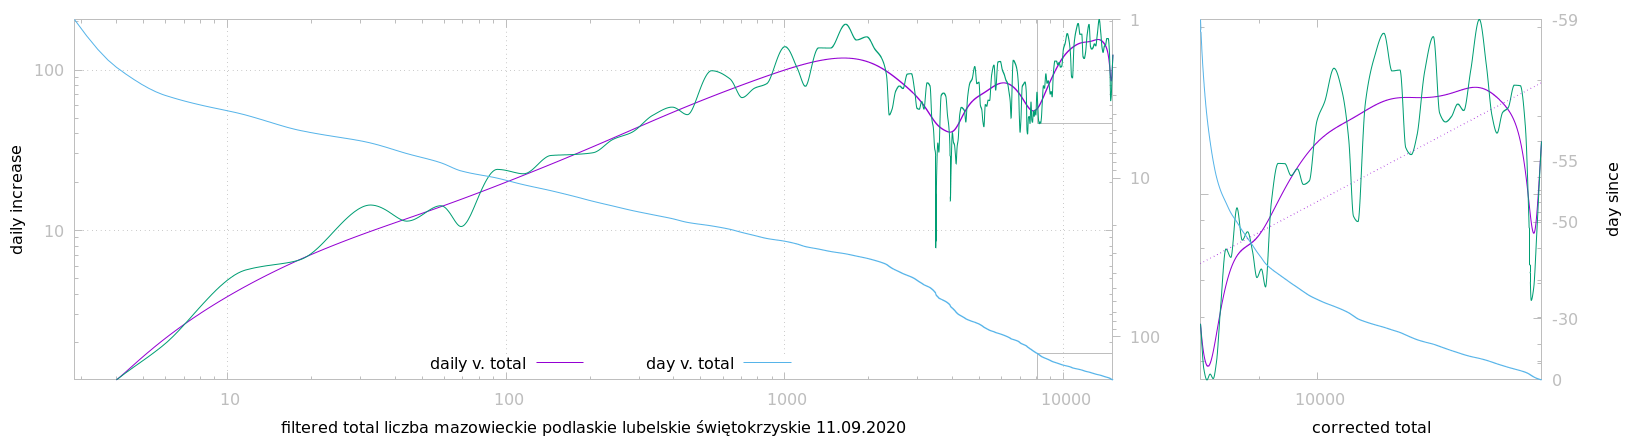 1
-59
100
daily increase
10
-55
-50
day since
10
100
-30
daily v. total
day v. total
0
10
100
1000
10000
10000
filtered total liczba mazowieckie podlaskie lubelskie świętokrzyskie 11.09.2020
corrected total